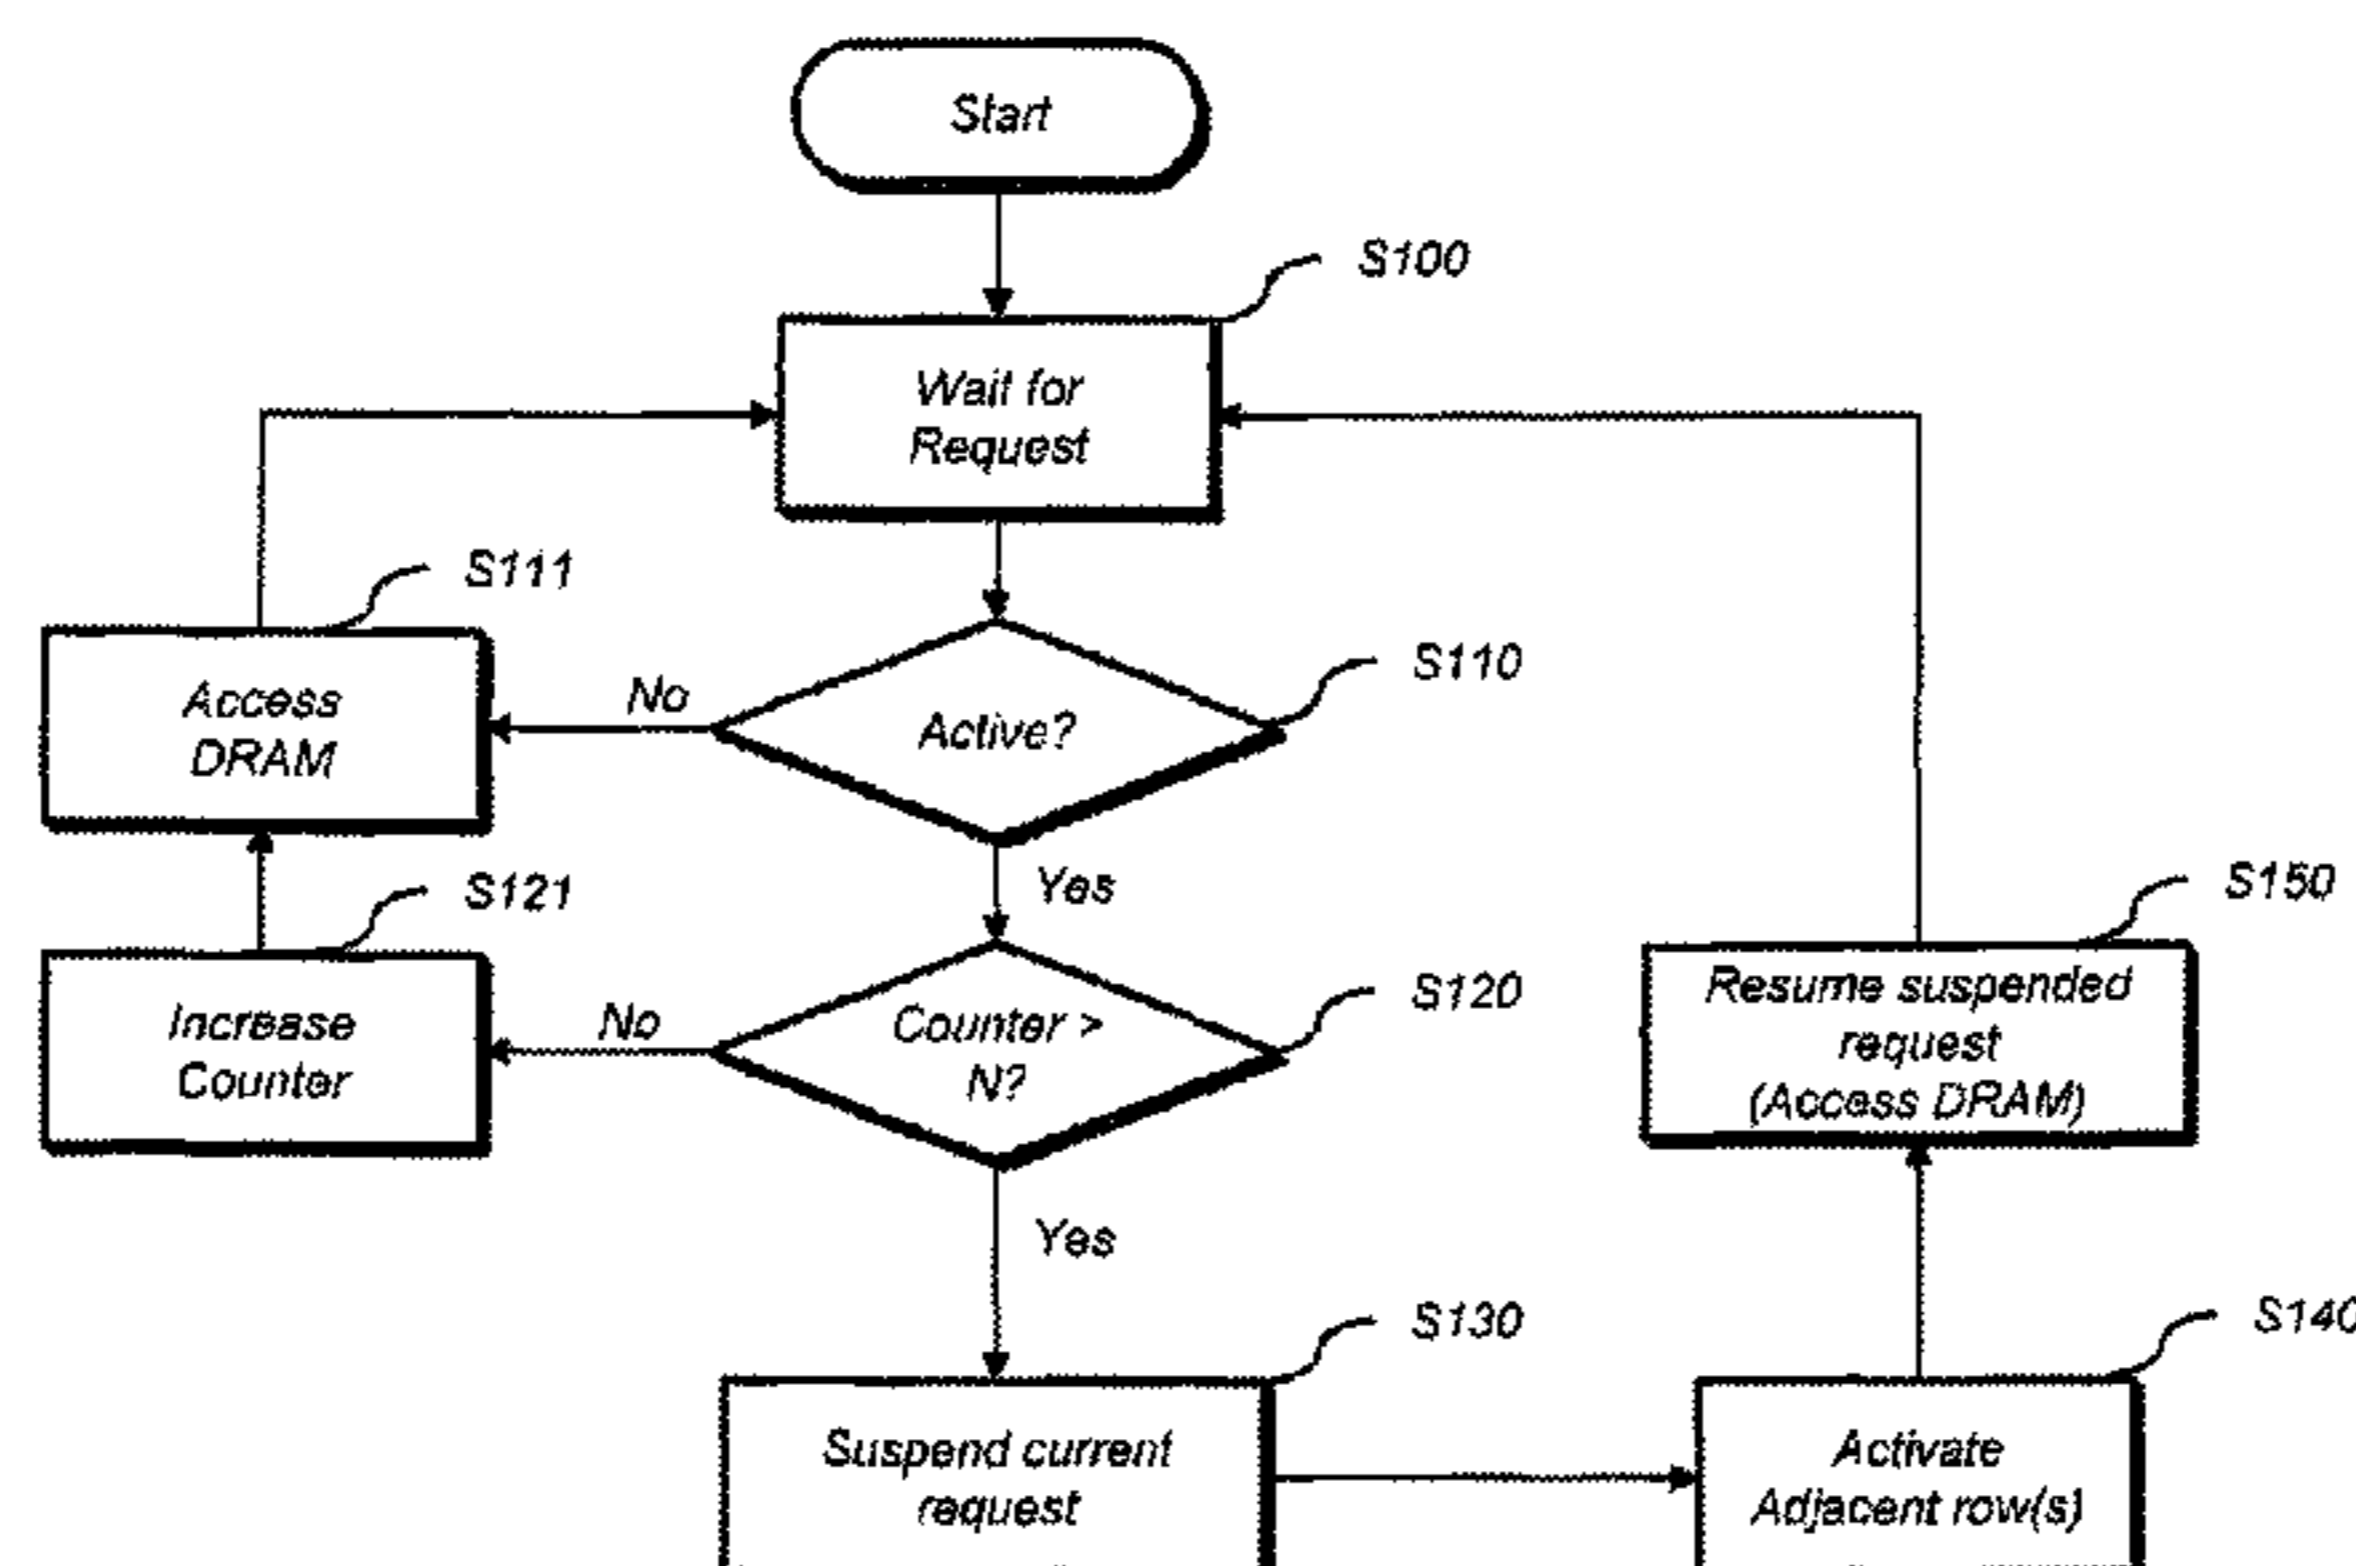 Start
S100
Wait for
Request
S111
Access
DRAM
No
Active?
S110
Yes
S121
Increase
Counter
No
Counter >
N?
S120
S150
Resume suspended
request
(Access DRAM)
Yes
S130
Suspend current
request
S140
Activate
Adjacent row(s)